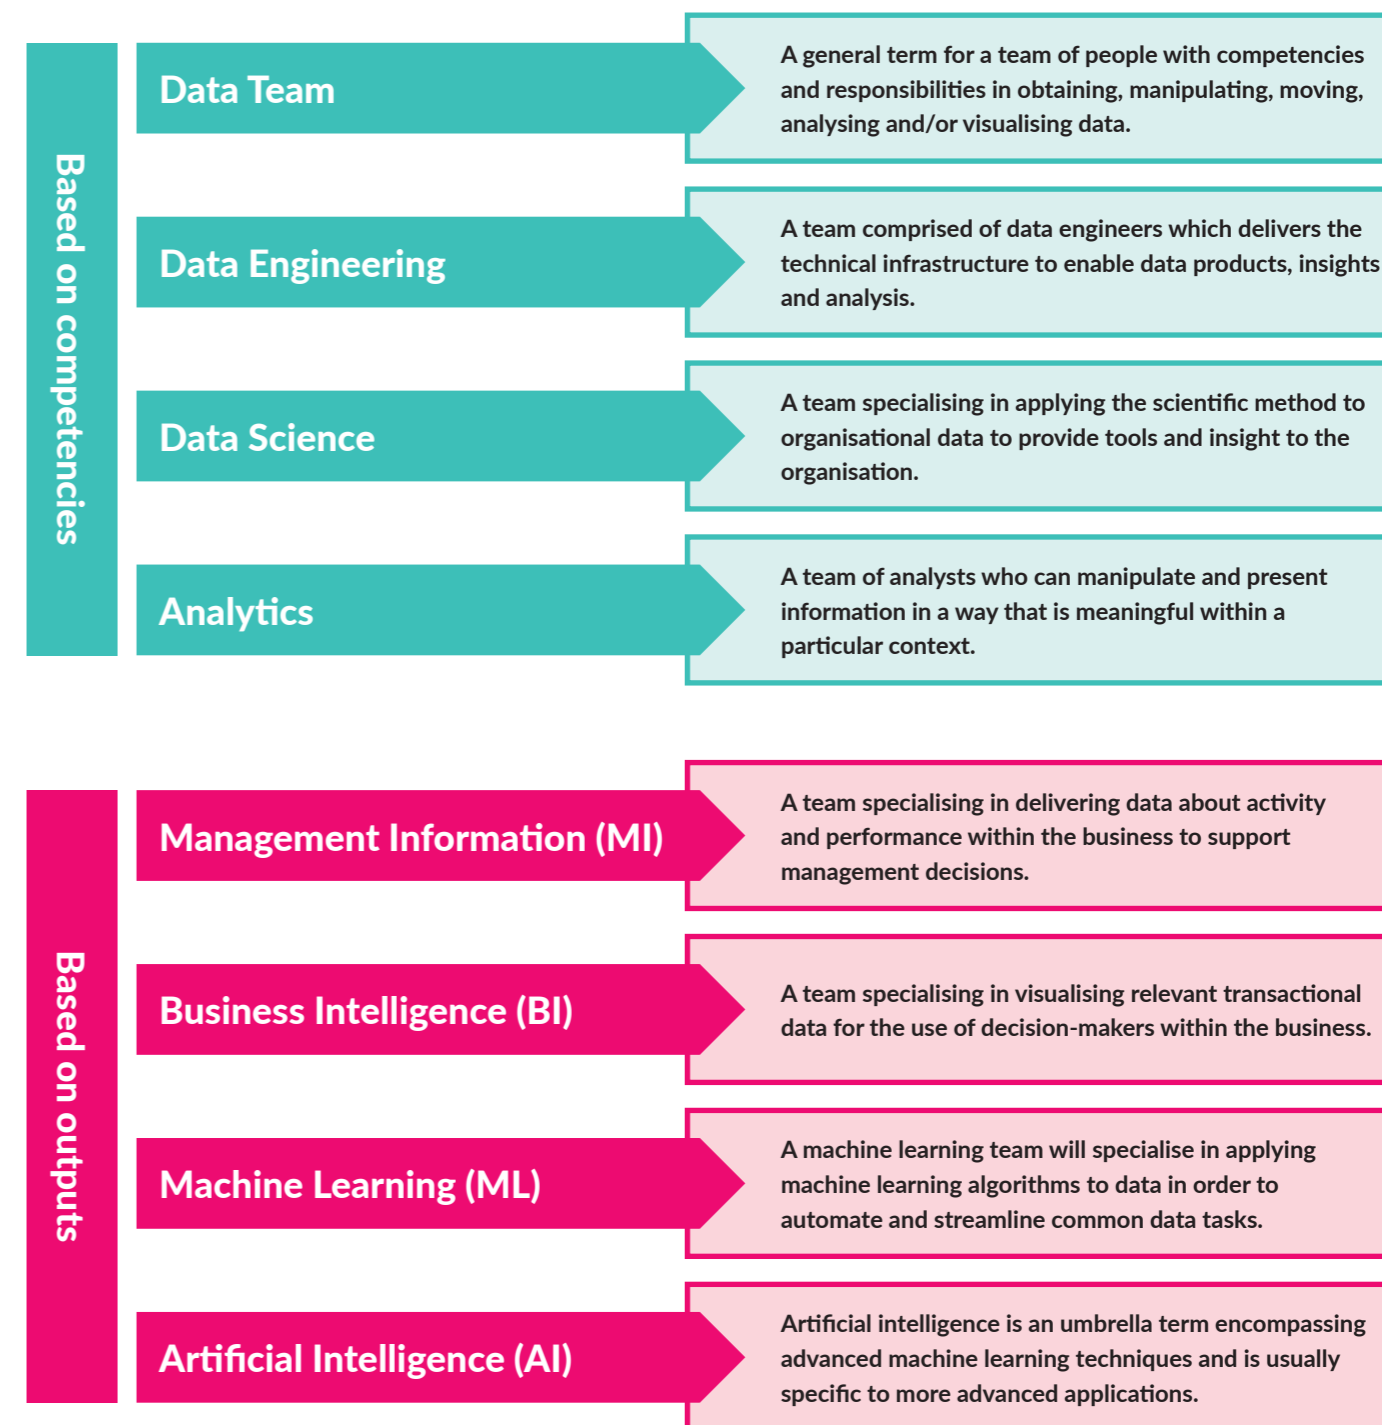 Based on competencies
Data Team
A general term for a team of people with competencies
and responsibilities in obtaining, manipulating, moving,
analysing and/or visualising data.
Data Engineering
A team comprised of data engineers which delivers the
technical infrastructure to enable data products, insights
and analysis.
Data Science
A team specialising in applying the scientific method to
organisational data to provide tools and insight to the
organisation.
Analytics
A team of analysts who can manipulate and present
information in a way that is meaningful within a
particular context.
Based on outputs
Management Information (MI)
A team specialising in delivering data about activity
and performance within the business to support
management decisions.
Business Intelligence (BI)
A team specialising in visualising relevant transactional
data for the use of decision-makers within the business.
Machine Learning (ML)
A machine learning team will specialise in applying
machine learning algorithms to data in order to
automate and streamline common data tasks.
Artificial Intelligence (AI)
Artificial intelligence is an umbrella term encompassing
advanced machine learning techniques and is usually
specific to more advanced applications.